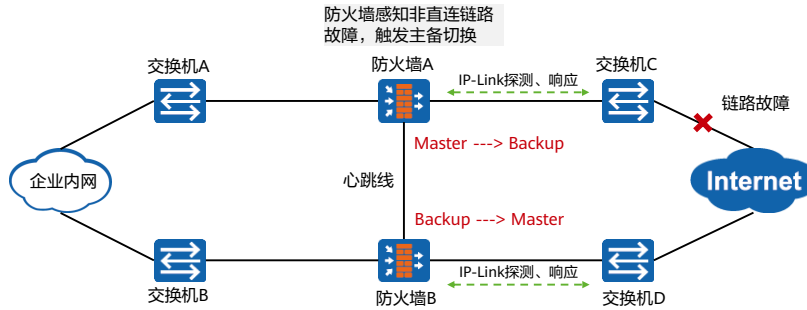 防火墙感知非直连链路
故障，触发主备切换
交换机A
防火墙A
交换机C
IP-Link探测、响应
链路故障
Master ---> Backup
企业内网
心跳线
Internet
Backup ---> Master
IP-Link探测、响应
交换机B
防火墙B
交换机D